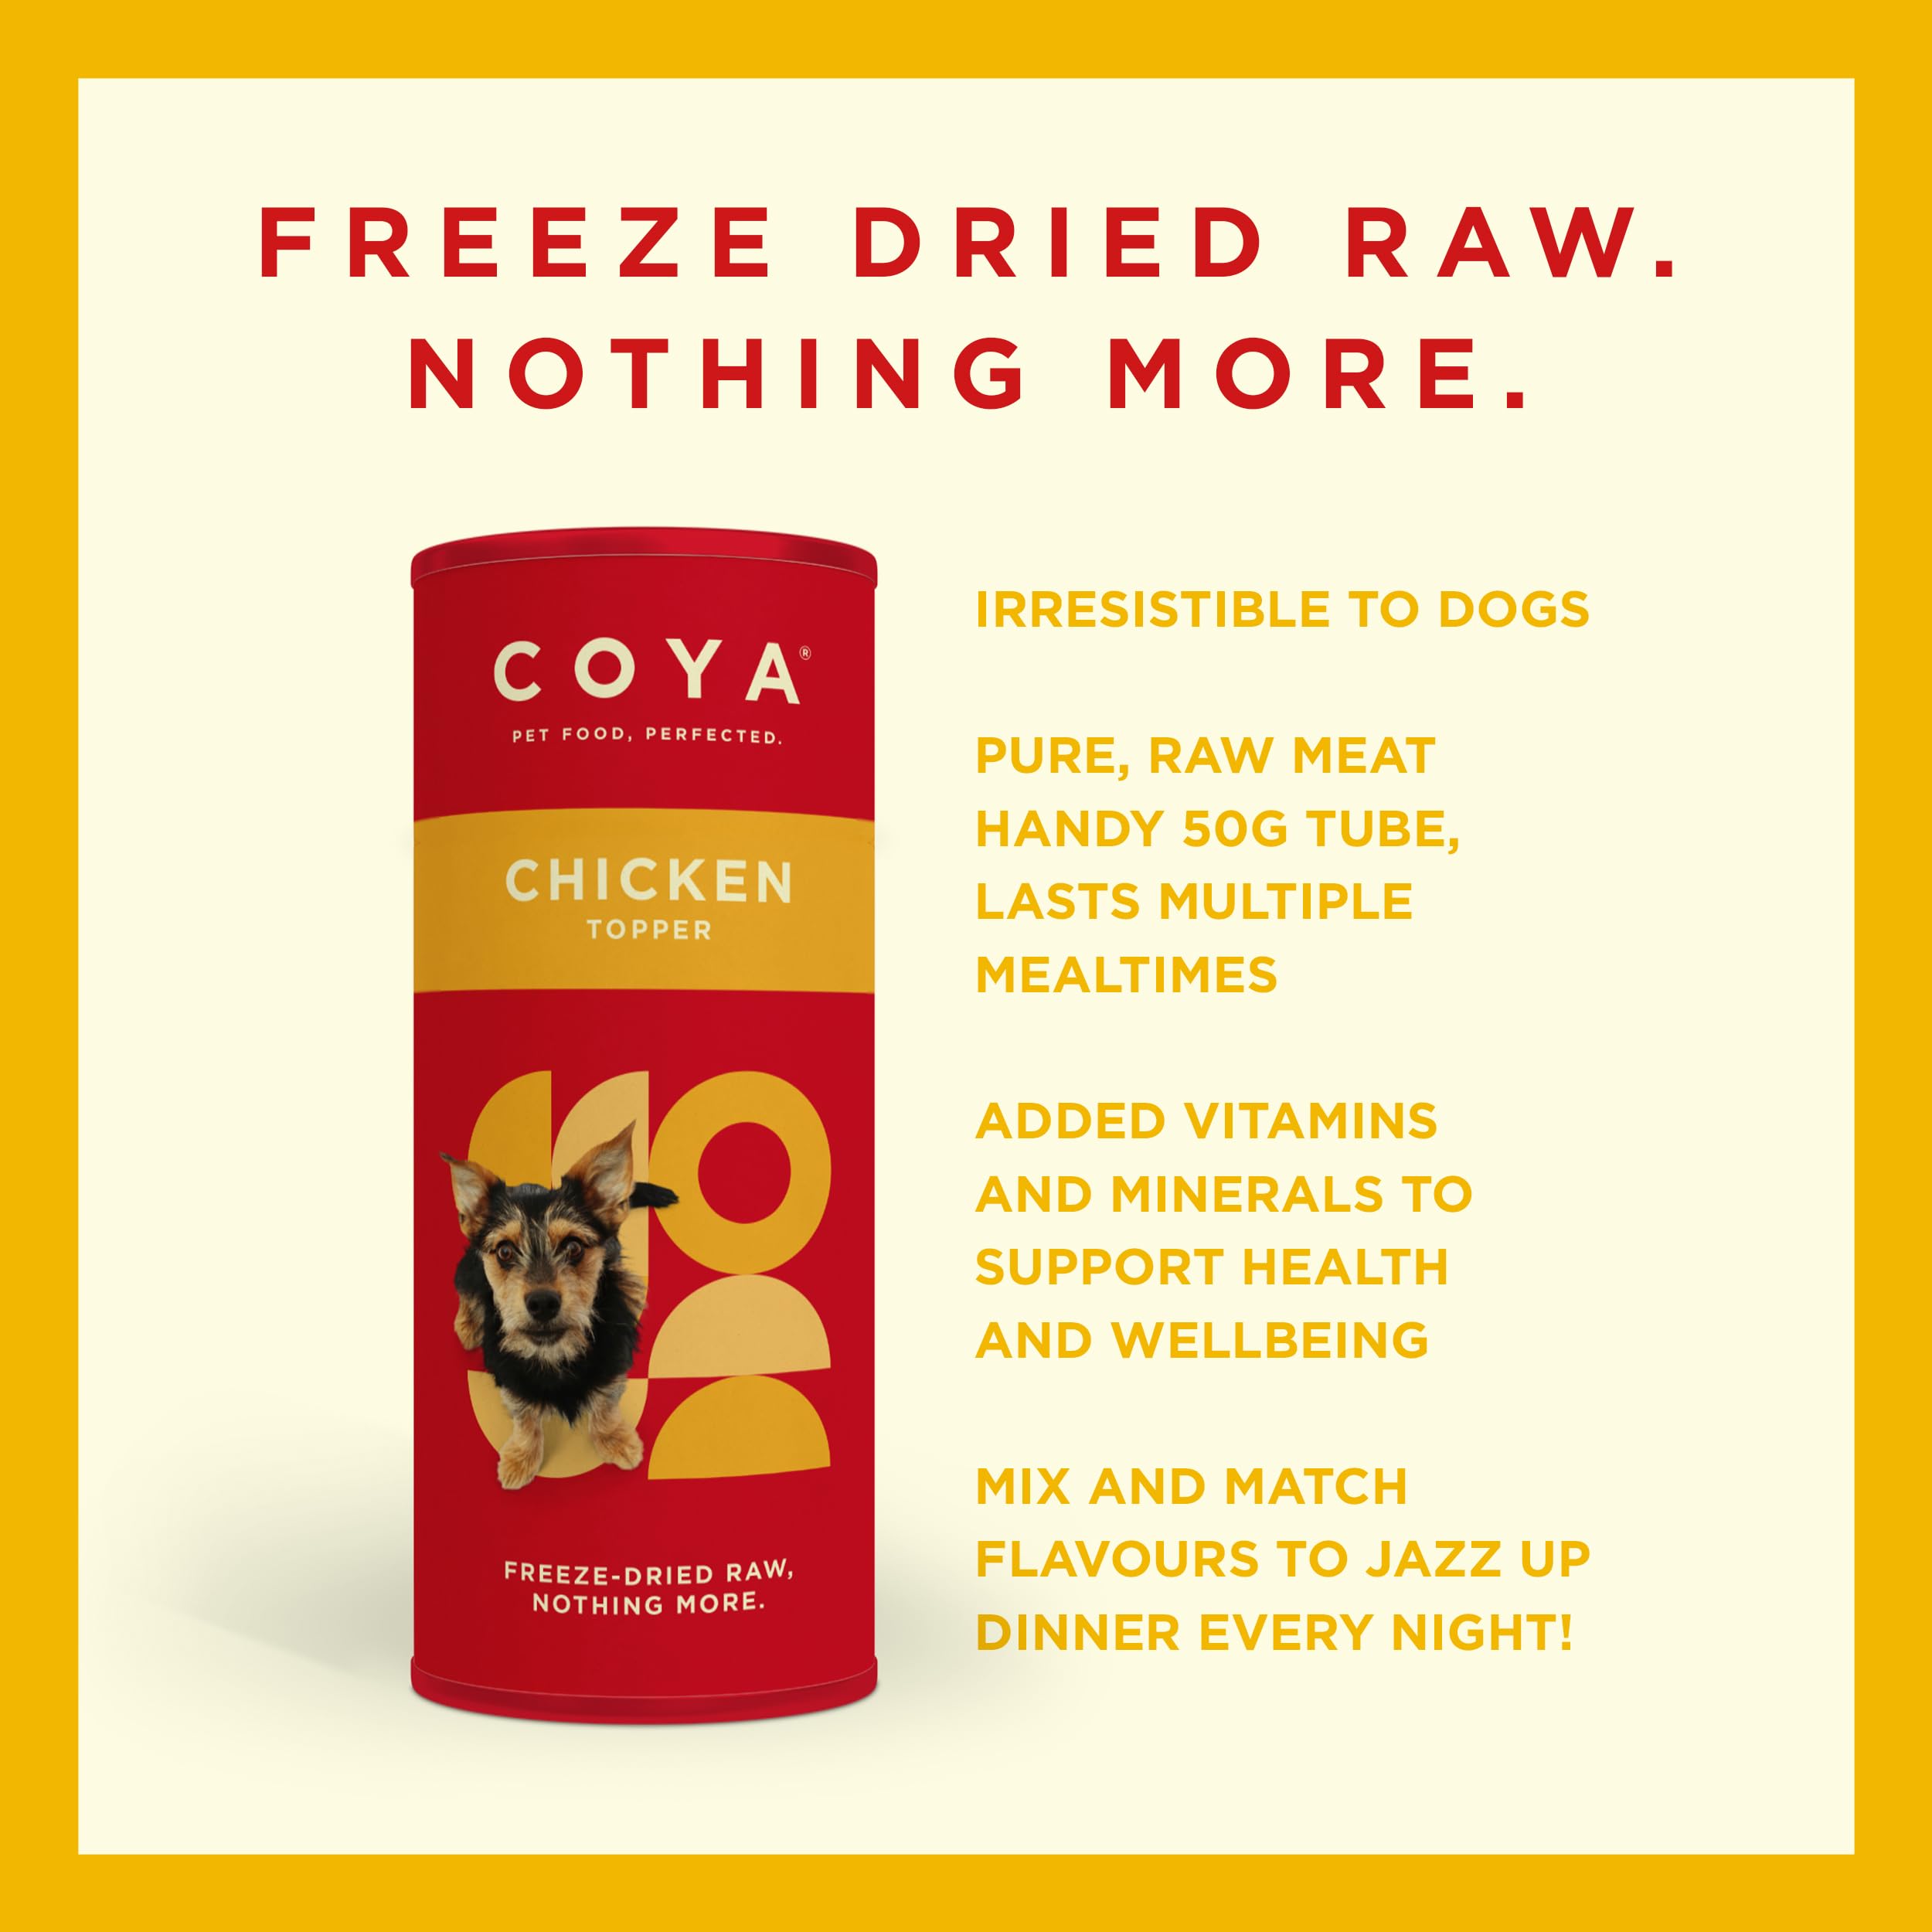 FREEZE DRIED RAW.
NOTHING MORE.
COYA®
PET FOOD, PERFECTED.
CHICKEN
TOPPER
FREEZE-DRIED RAW,
NOTHING MORE.
IRRESISTIBLE TO DOGS
PURE, RAW MEAT
HANDY 50G TUBE,
LASTS MULTIPLE
MEALTIMES
ADDED VITAMINS
AND MINERALS TO
SUPPORT HEALTH
AND WELLBEING
MIX AND MATCH
FLAVOURS TO JAZZ UP
DINNER EVERY NIGHT!